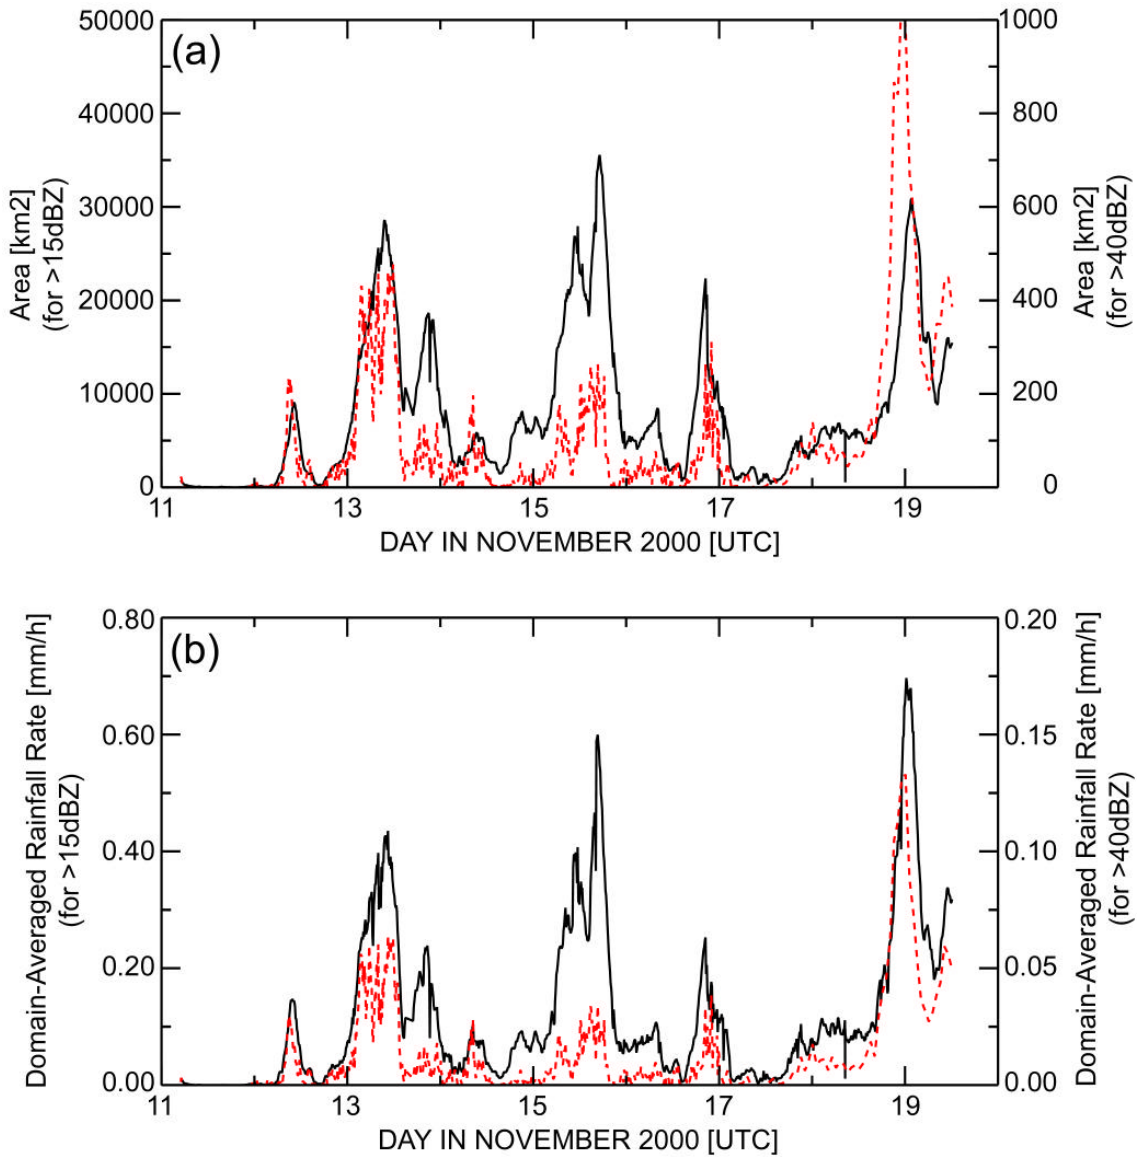 (a)
50000
40000
30000
20000
10000
0
Area [km2]
(for >15dBZ)
1000
800
600
400
200
0
Area [km2]
(for >40dBZ)
11
13
15
17
19
DAY IN NOVEMBER 2000 [UTC]
(b)
0.80
0.60
0.40
0.20
0.00
Domain-Averaged Rainfall Rate [mm/h]
(for >15dBZ)
0.20
0.15
0.10
0.05
0.00
Domain-Averaged Rainfall Rate [mm/h]
(for >40dBZ)
11
13
15
17
19
DAY IN NOVEMBER 2000 [UTC]